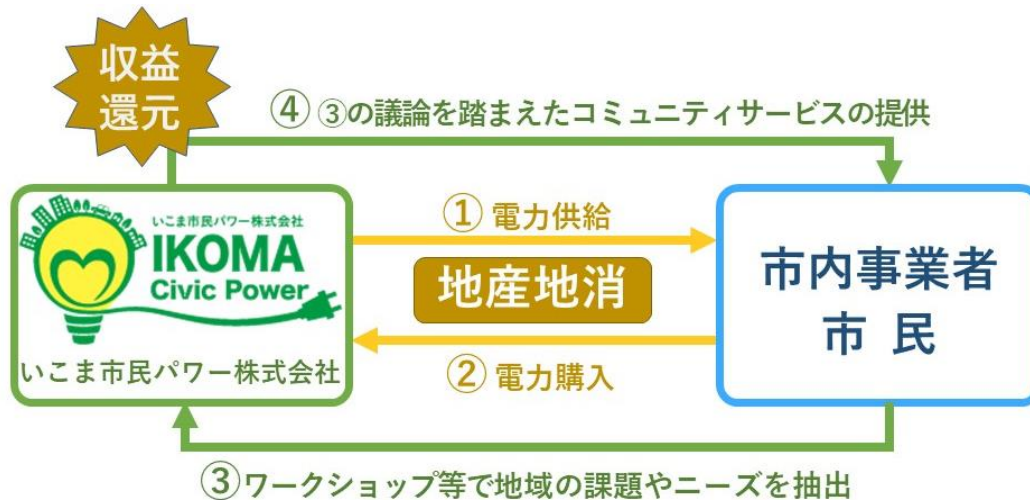 収益
還元
④ ③の議論を踏まえたコミュニティサービスの提供
いこま市民パワー株式会社
IKOMA
Civic Power
いこま市民パワー株式会社
① 電力供給
地産地消
② 電力購入
市内事業者
市 民
③ワークショップ等で地域の課題やニーズを抽出